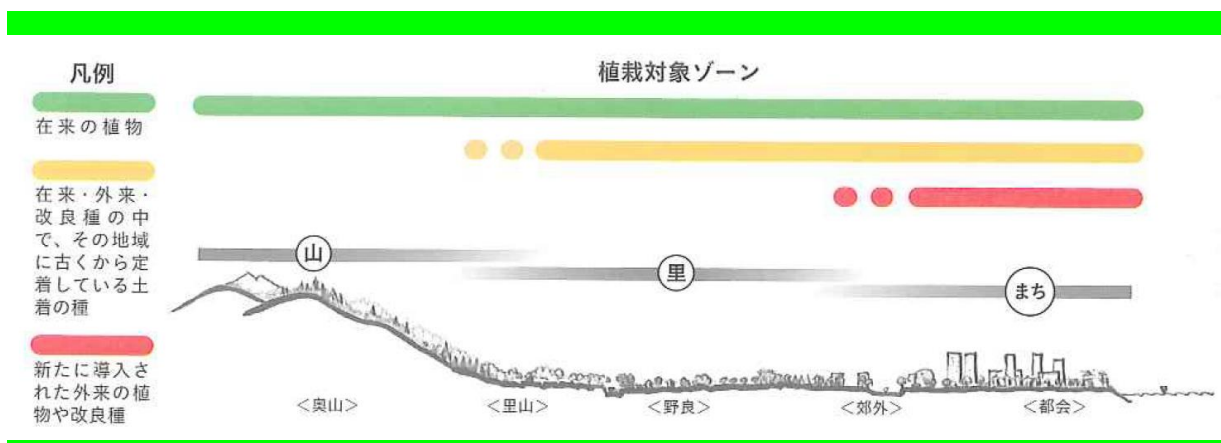 凡例
在来の植物
在来・外来・
改良種の中
で、その地域
に古くから定
着している土
着の種
新たに導入さ
れた外来の植
物や改良種
植栽対象ゾーン
山
里
まち
＜奥山＞
＜里山＞
＜野良＞
＜郊外＞
＜都会＞